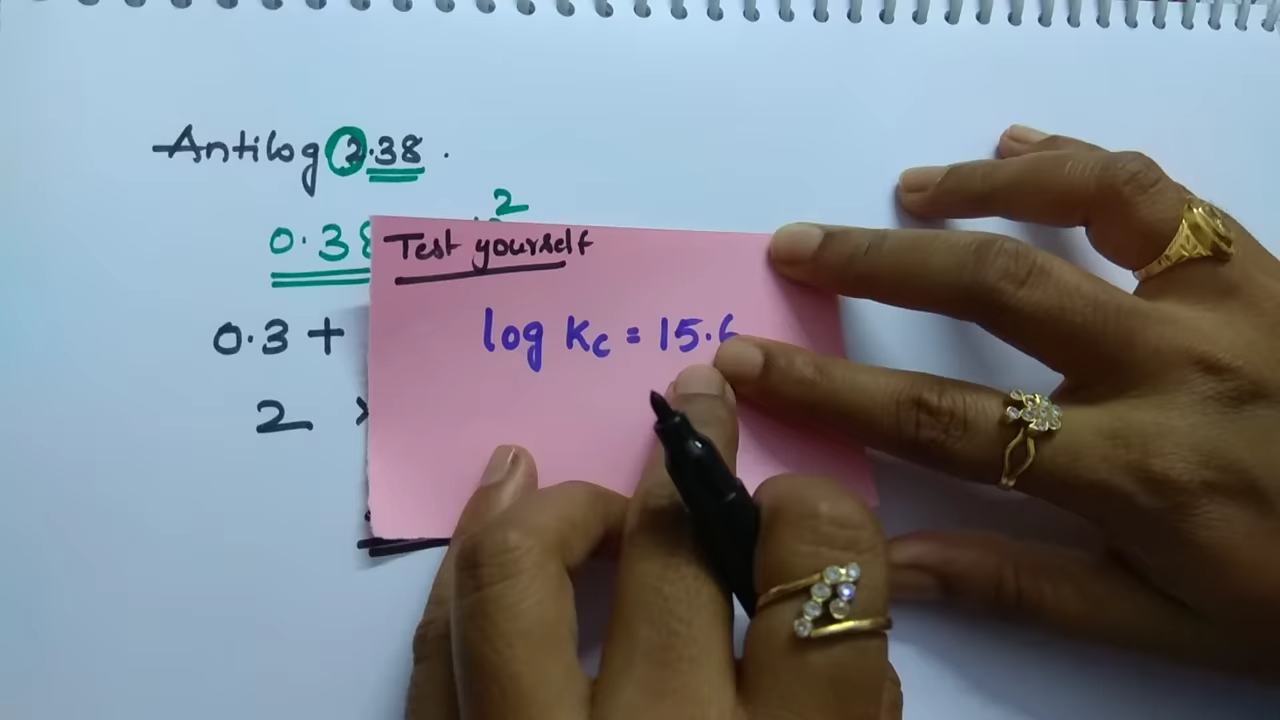 Antilog 2.38.
0.38
2
Test yourself
0.3 +
log Kc = 15.6
2 ×